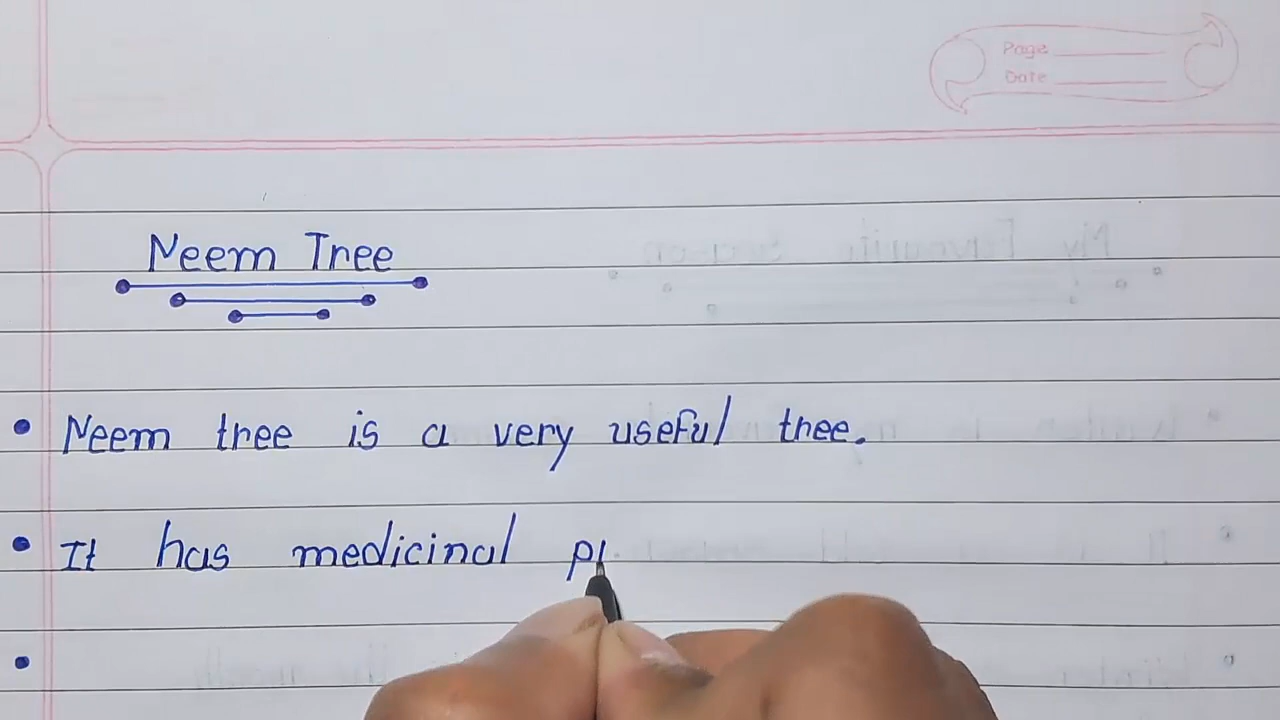 Page
Date
Neem Tree
• Neem tree is a very useful tree.
• It has medicinal p
•